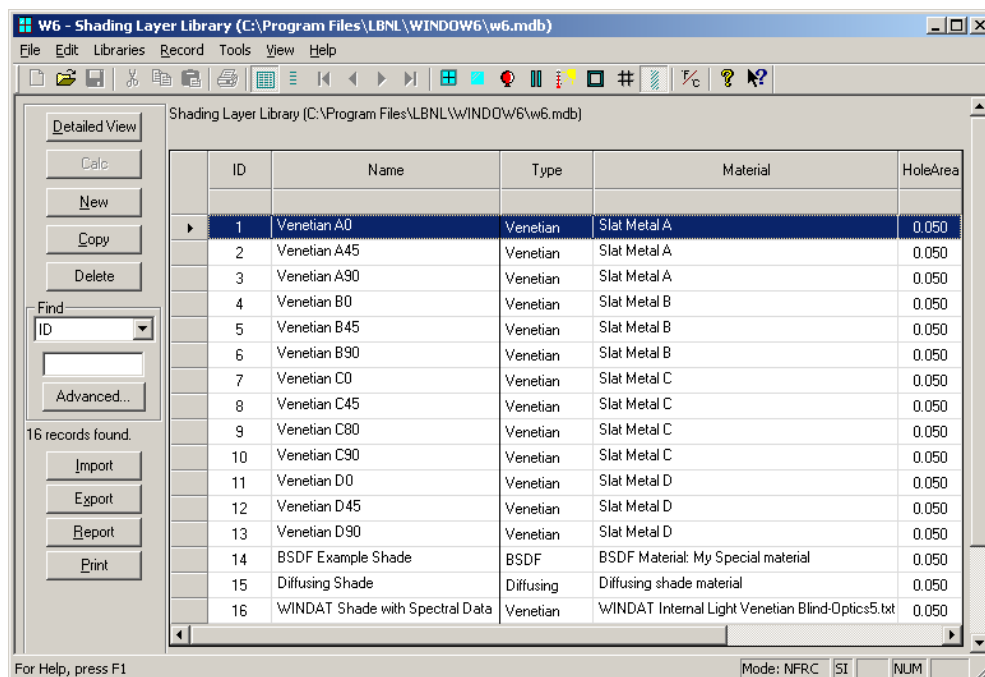 W6 - Shading Layer Library (C:\Program Files\LBNL\WINDOW6\w6.mdb)
File Edit Libraries Record Tools View Help
F/C
Shading Layer Library (C:\Program Files\LBNL\WINDOW6\w6.mdb)
Detailed View
Calc
New
Copy
Delete
Find
ID
Advanced...
16 records found.
Import
Export
Report
Print
ID Name Type Material HoleArea
1 Venetian A0 Venetian Slat Metal A 0.050
2 Venetian A45 Venetian Slat Metal A 0.050
3 Venetian A90 Venetian Slat Metal A 0.050
4 Venetian B0 Venetian Slat Metal B 0.050
5 Venetian B45 Venetian Slat Metal B 0.050
6 Venetian B90 Venetian Slat Metal B 0.050
7 Venetian C0 Venetian Slat Metal C 0.050
8 Venetian C45 Venetian Slat Metal C 0.050
9 Venetian C80 Venetian Slat Metal C 0.050
10 Venetian C90 Venetian Slat Metal C 0.050
11 Venetian D0 Venetian Slat Metal D 0.050
12 Venetian D45 Venetian Slat Metal D 0.050
13 Venetian D90 Venetian Slat Metal D 0.050
14 BSDF Example Shade BSDF BSDF Material: My Special material 0.050
15 Diffusing Shade Diffusing Diffusing shade material 0.050
16 WINDAT Shade with Spectral Data Venetian WINDAT Internal Light Venetian Blind-Optics5.txt 0.050
For Help, press F1
Mode: NFRC SI NUM